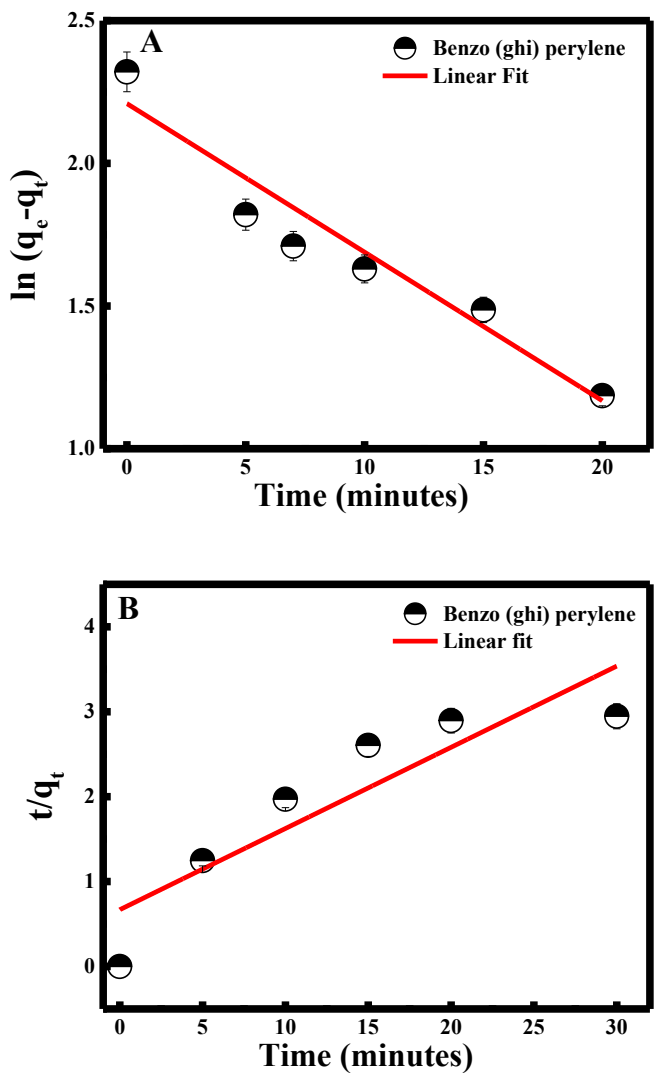 A
Benzo (ghi) perylene
Linear Fit
2.5
2.0
1.5
1.0
ln (qe-qt)
0 5 10 15 20
Time (minutes)
B
Benzo (ghi) perylene
Linear fit
4
3
2
1
0
t/qt
0 5 10 15 20 25 30
Time (minutes)